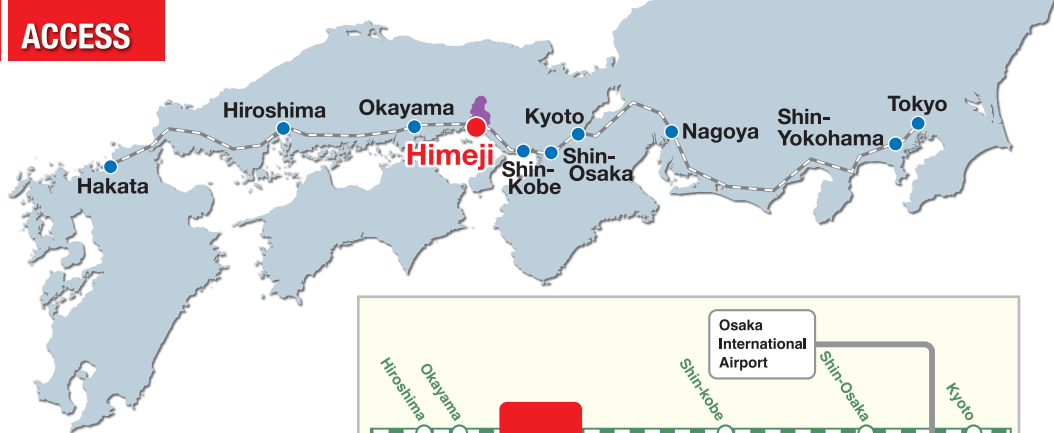 ACCESS
Tokyo
Hiroshima
Okayama
Kyoto
Shin-
Yokohama
Nagoya
Himeji
Shin-
Kobe
Shin-
Osaka
Hakata
Osaka
International
Airport
Hiroshima
Okayama
Shin-kobe
Shin-Osaka
Kyoto